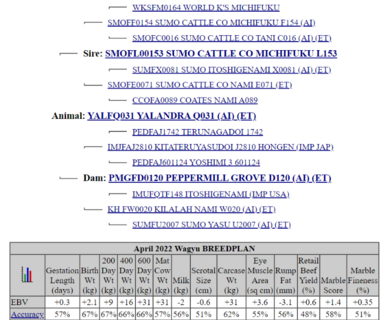 WKSFM0164 WORLD K'S MICHIFUKU
SMOFF0154 SUMO CATTLE CO MICHIFUKU F154 (AI)
SMOFC0016 SUMO CATTLE CO TANI C016 (AI) (ET)
Sire: SMOFL00153 SUMO CATTLE CO MICHIFUKU L153
SUMFX0081 SUMO ITOSHIGENAMI X0081 (AI) (ET)
SMOFE0071 SUMO CATTLE CO NAMI E071 (ET)
CCOFA0089 COATES NAMI A089
Animal: YALFQ031 YALANDRA Q031 (AI) (ET)
PEDFAJ1742 TERUNAGADOI 1742
IMJFAJ2810 KITATERUYASUDOI J2810 HONGEN (IMP JAP)
PEDFAJ601124 YOSHIMI 3 601124
Dam: PMGFD0120 PEPPERMILL GROVE D120 (AI) (ET)
IMUFQTF148 ITOSHIGENAMI (IMP USA)
KH FW0020 KILALAH NAMI W020 (AI) (ET)
SUMFU2007 SUMO YASU U2007 (AI) (ET)
April 2022 Wagyu BREEDPLAN
Gestation Length (days) Birth Wt (kg) 200 Day Wt (kg) 400 Day Wt (kg) 600 Day Wt (kg) Mat Cow Wt (kg) Milk (kg) Scrotal Size (cm) Carcase Wt (kg) Eye Muscle Area (sq cm) Rump Fat (mm) Retail Beef Yield (%) Marble Score Marble Fineness (%)
EBV +0.3 +2.1 +9 +16 +31 +31 -2 -0.6 +31 +3.6 -3.1 +0.6 +1.4 +0.35
Accuracy 57% 67% 67% 66% 66% 57% 56% 51% 62% 55% 56% 48% 58% 51%